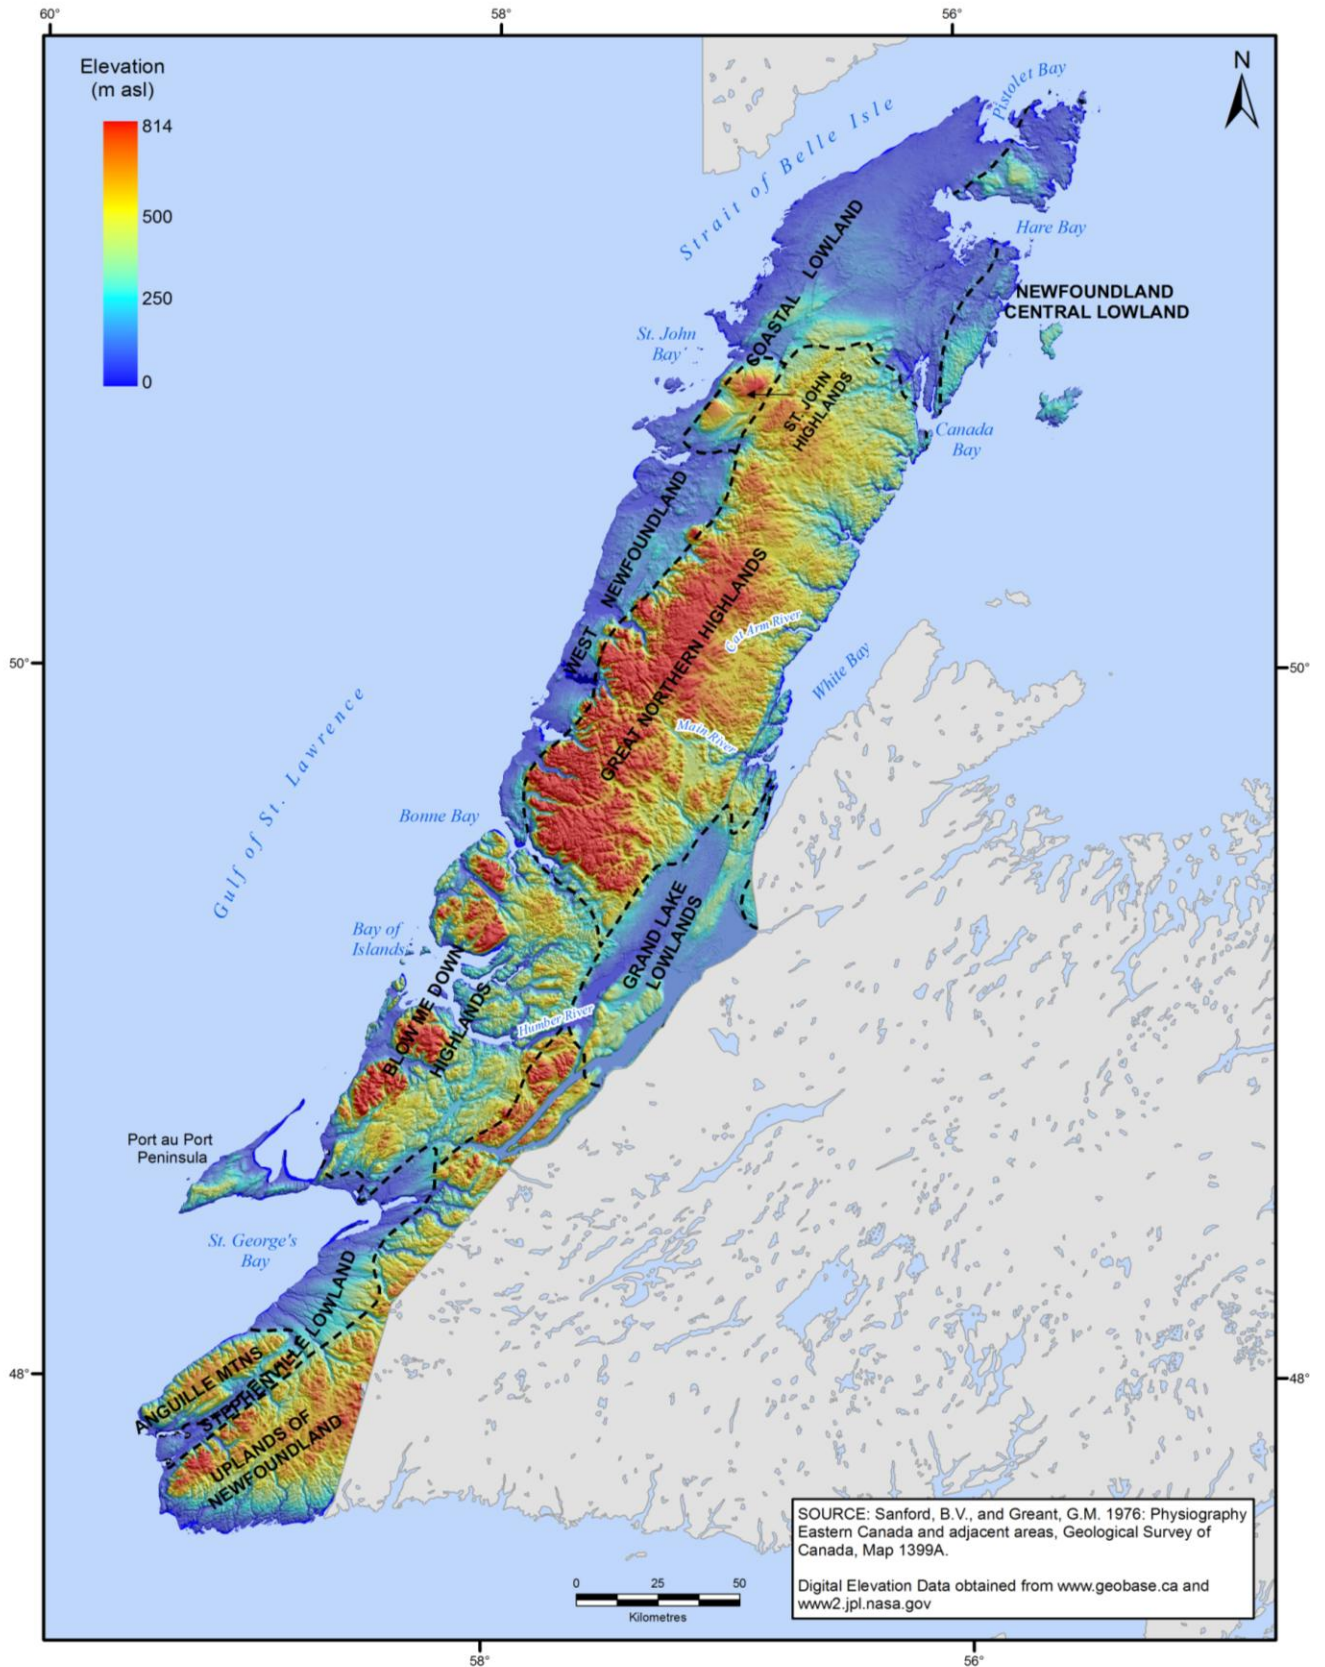 60°
58°
56°
Elevation
(m asl)
814
500
250
0
N
Pistolet Bay
Strait of Belle Isle
Hare Bay
NEWFOUNDLAND
CENTRAL LOWLAND
St. John
Bay
WEST NEWFOUNDLAND COASTAL LOWLAND
ST. JOHN
HIGHLANDS
Canada
Bay
GREAT NORTHERN HIGHLANDS
Cat Arm River
50°
50°
White Bay
Main River
Gulf of St. Lawrence
Bonne Bay
GRAND LAKE
LOWLANDS
Bay of
Islands
BLOW ME DOWN
HIGHLANDS
Humber River
Port au Port
Peninsula
St. George's
Bay
STEPHENVILLE LOWLAND
ANGUILLE MTNS
48°
48°
UPLANDS OF
NEWFOUNDLAND
SOURCE: Sanford, B.V., and Greant, G.M. 1976: Physiography
Eastern Canada and adjacent areas, Geological Survey of
Canada, Map 1399A.
Digital Elevation Data obtained from www.geobase.ca and
www2.jpl.nasa.gov
0 25 50
Kilometres
58°
56°